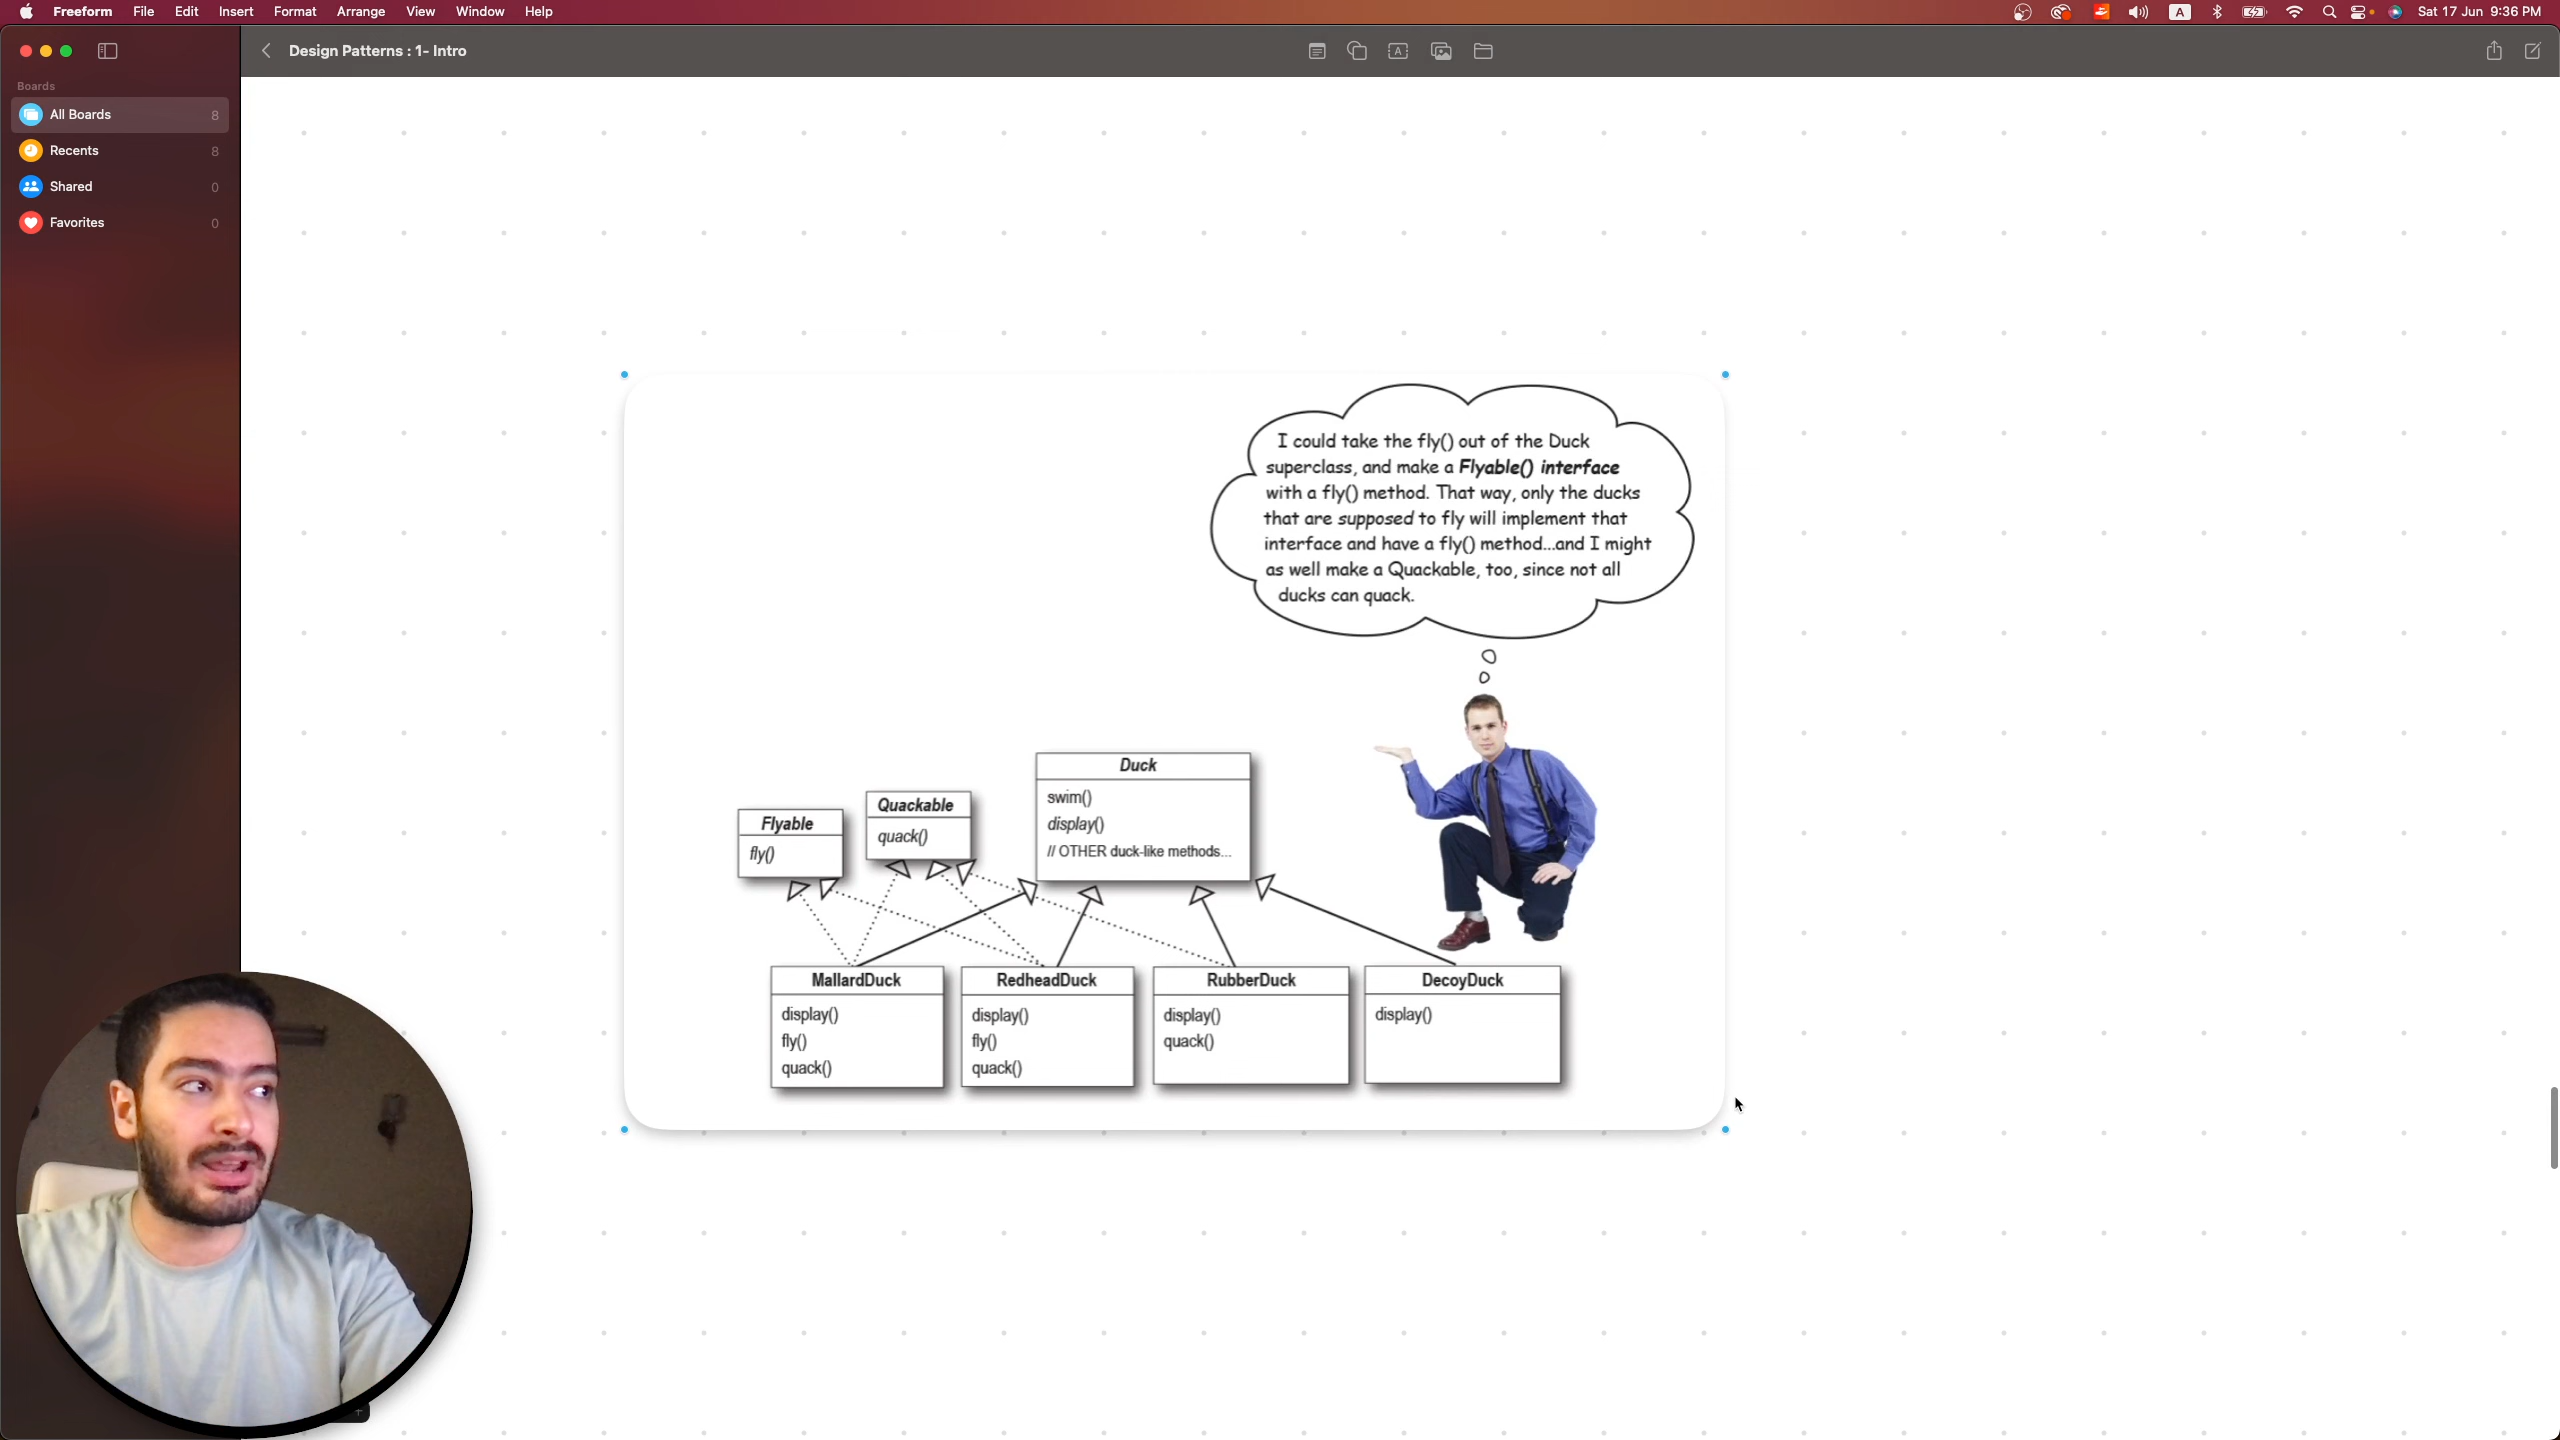 Freeform File Edit Insert Format Arrange View Window Help
A
Sat 17 Jun 9:36 PM
Design Patterns : 1- Intro
A
Boards
All Boards 8
Recents 8
Shared 0
Favorites 0
I could take the fly() out of the Duck
superclass, and make a Flyable() interface
with a fly() method. That way, only the ducks
that are supposed to fly will implement that
interface and have a fly() method...and I might
as well make a Quackable, too, since not all
ducks can quack.
Flyable
fly()
Quackable
quack()
Duck
swim()
display()
// OTHER duck-like methods...
MallardDuck
display()
fly()
quack()
RedheadDuck
display()
fly()
quack()
RubberDuck
display()
quack()
DecoyDuck
display()